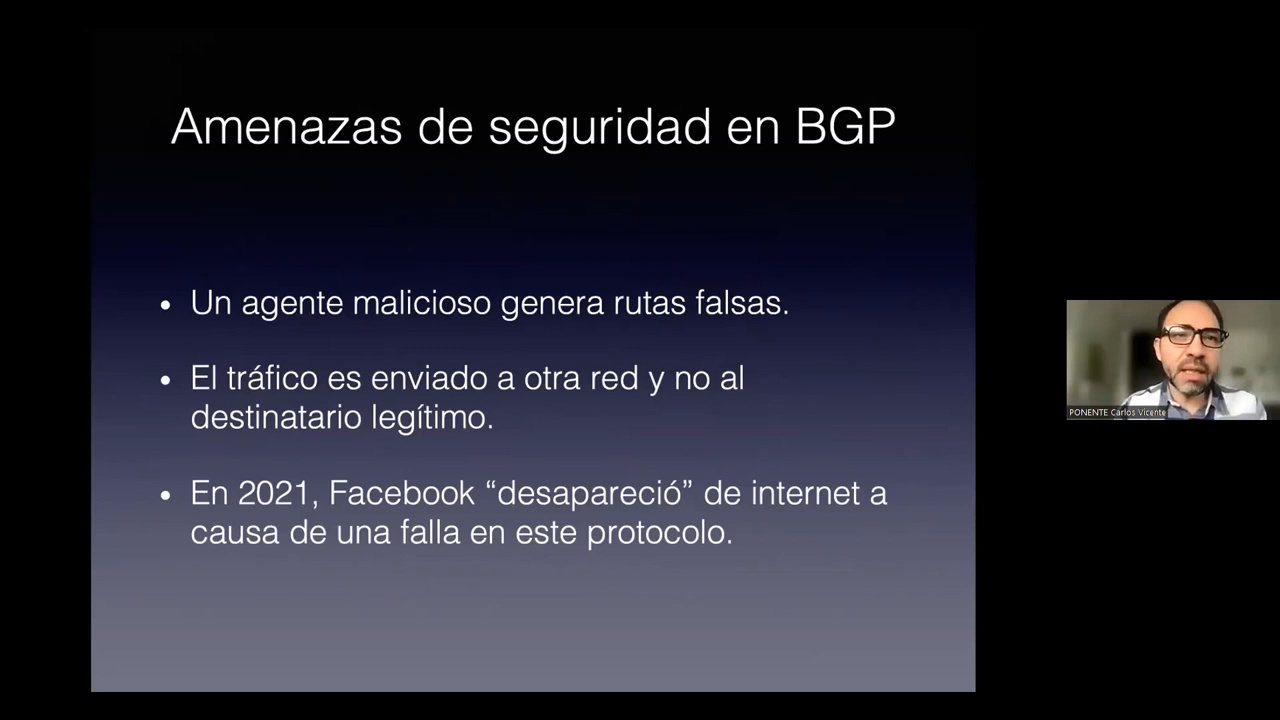 Amenazas de seguridad en BGP
• Un agente malicioso genera rutas falsas.
• El tráfico es enviado a otra red y no al
destinatario legítimo.
• En 2021, Facebook “desapareció” de internet a
causa de una falla en este protocolo.
PONENTE Carlos Vicente